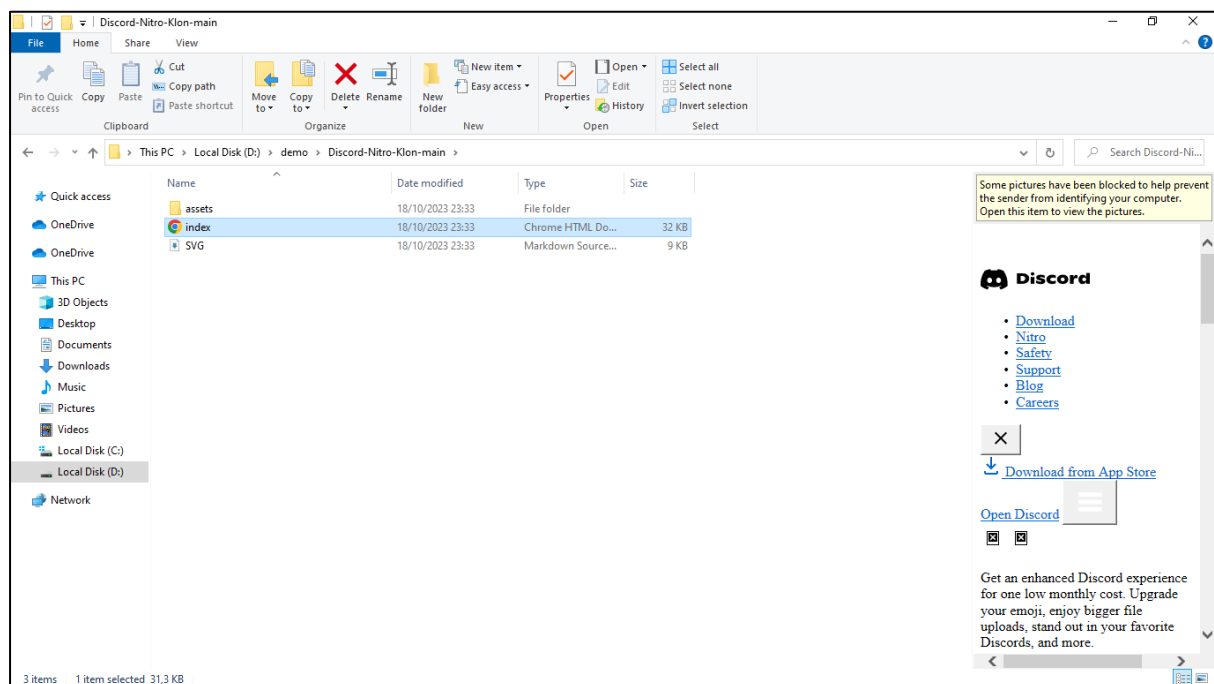 Discord-Nitro-Klon-main
File Home Share View
Pin to Quick access
Copy
Paste
Cut
Copy path
Paste shortcut
Clipboard
Move to
Copy to
Delete
Rename
Organize
New folder
New item
Easy access
New
Properties
Open
Edit
History
Open
Select all
Select none
Invert selection
Select
This PC > Local Disk (D:) > demo > Discord-Nitro-Klon-main >
Search Discord-Ni...
Quick access
OneDrive
OneDrive
This PC
3D Objects
Desktop
Documents
Downloads
Music
Pictures
Videos
Local Disk (C:)
Local Disk (D:)
Network
Name Date modified Type Size
assets 18/10/2023 23:33 File folder
index 18/10/2023 23:33 Chrome HTML Do... 32 KB
SVG 18/10/2023 23:33 Markdown Source... 9 KB
Some pictures have been blocked to help prevent
the sender from identifying your computer.
Open this item to view the pictures.
Discord
• Download
• Nitro
• Safety
• Support
• Blog
• Careers
Download from App Store
Open Discord
Get an enhanced Discord experience
for one low monthly cost. Upgrade
your emoji, enjoy bigger file
uploads, stand out in your favorite
Discords, and more.
3 items 1 item selected 31,3 KB